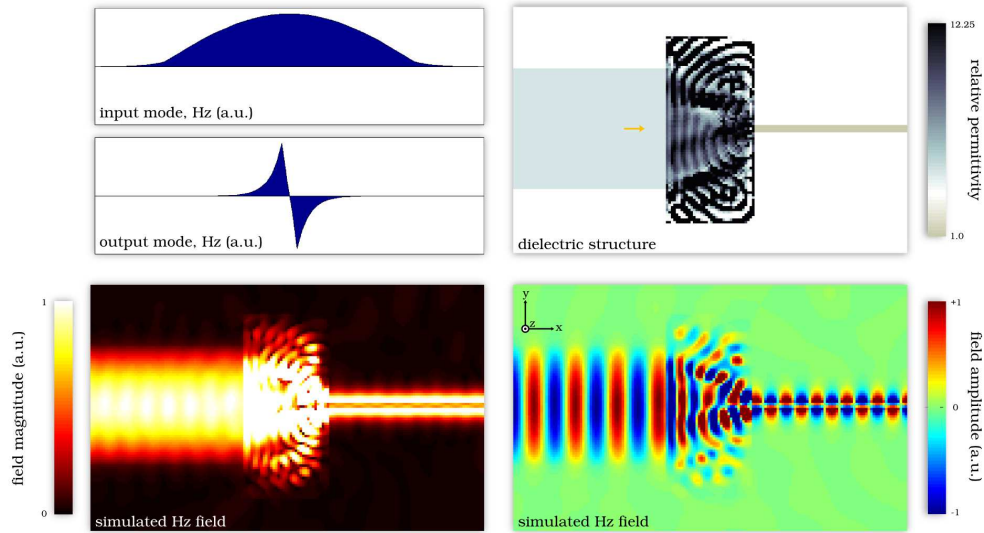 input mode, Hz (a.u.)
output mode, Hz (a.u.)
dielectric structure
12.25
1.0
relative permittivity
field magnitude (a.u.)
1
0
simulated Hz field
y
z
x
simulated Hz field
+1
0
-1
field amplitude (a.u.)